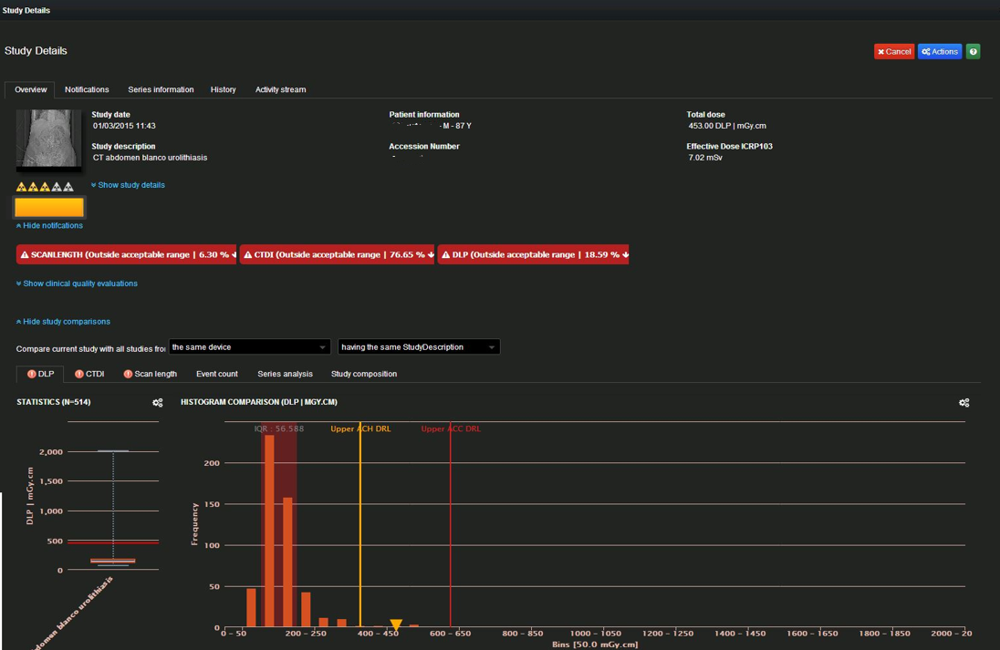 Study Details
Study Details
Cancel
Actions
Overview
Notifications
Series information
History
Activity stream
Study date
01/03/2015 11:43
Patient information
- M - 87 Y
Total dose
453.00 DLP | mGy.cm
Study description
CT abdomen blanco urolithiasis
Accession Number
Effective Dose ICRP103
7.02 mSv
Show study details
Hide notifcations
SCANLENGTH (Outside acceptable range | 6.30 %
CTDI (Outside acceptable range | 76.65 %
DLP (Outside acceptable range | 18.59 %
Show clinical quality evaluations
Hide study comparisons
Compare current study with all studies from
the same device
having the same StudyDescription
DLP
CTDI
Scan length
Event count
Series analysis
Study composition
STATISTICS (N=514)
HISTOGRAM COMPARISON (DLP | MGY.CM)
2,000
1,500
1,000
500
0
DLP | mGy.cm
domen blanco urolithiasis
IQR : 56.588
Upper ACH DRL
Upper ACC DRL
200
150
100
50
0
Frequency
0 - 50
200 - 250
400 - 450
600 - 650
800 - 850
1000 - 1050
1200 - 1250
1400 - 1450
1600 - 1650
1800 - 1850
2000 - 20
Bins [50.0 mGy.cm]